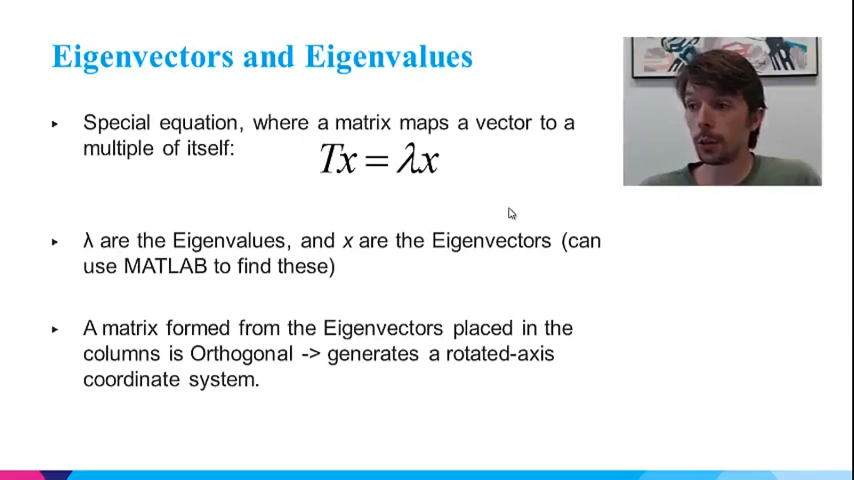 Eigenvectors and Eigenvalues
▸ Special equation, where a matrix maps a vector to a
multiple of itself:
Tx = λx
▸ λ are the Eigenvalues, and x are the Eigenvectors (can
use MATLAB to find these)
▸ A matrix formed from the Eigenvectors placed in the
columns is Orthogonal -> generates a rotated-axis
coordinate system.